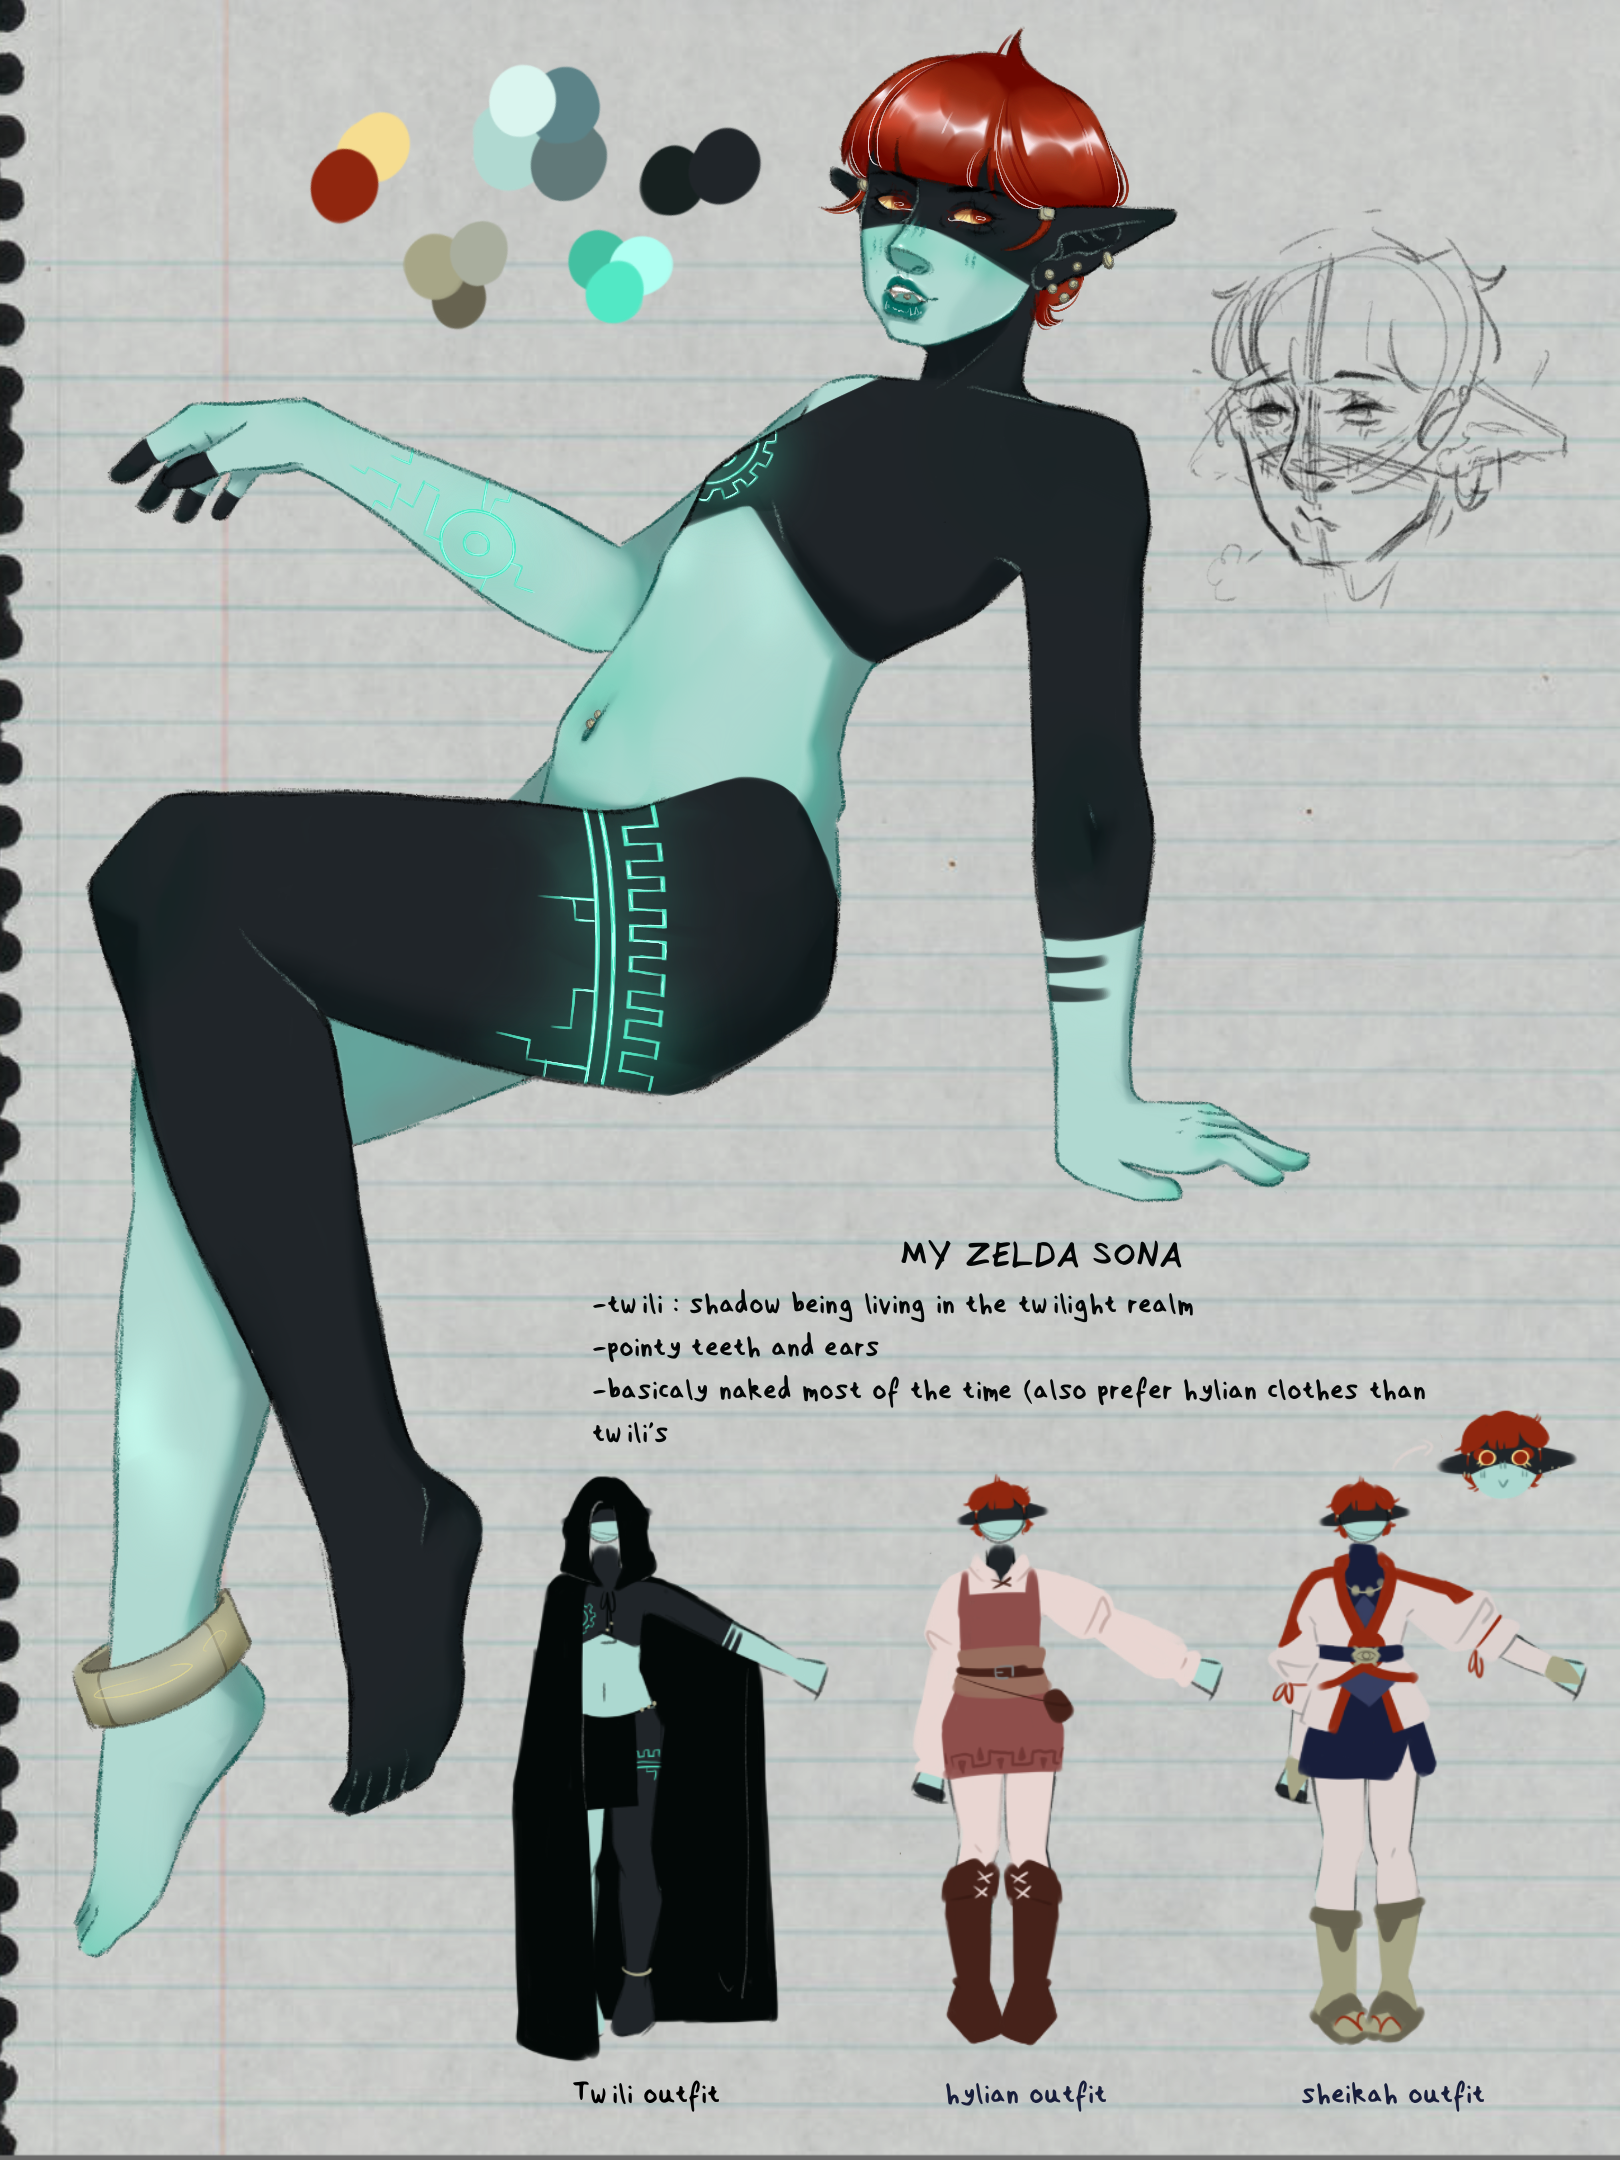 MY ZELDA SONA
-twili : shadow being living in the twilight realm
-pointy teeth and ears
-basicaly naked most of the time (also prefer hylian clothes than
twili's
Twili outfit
hylian outfit
sheikah outfit